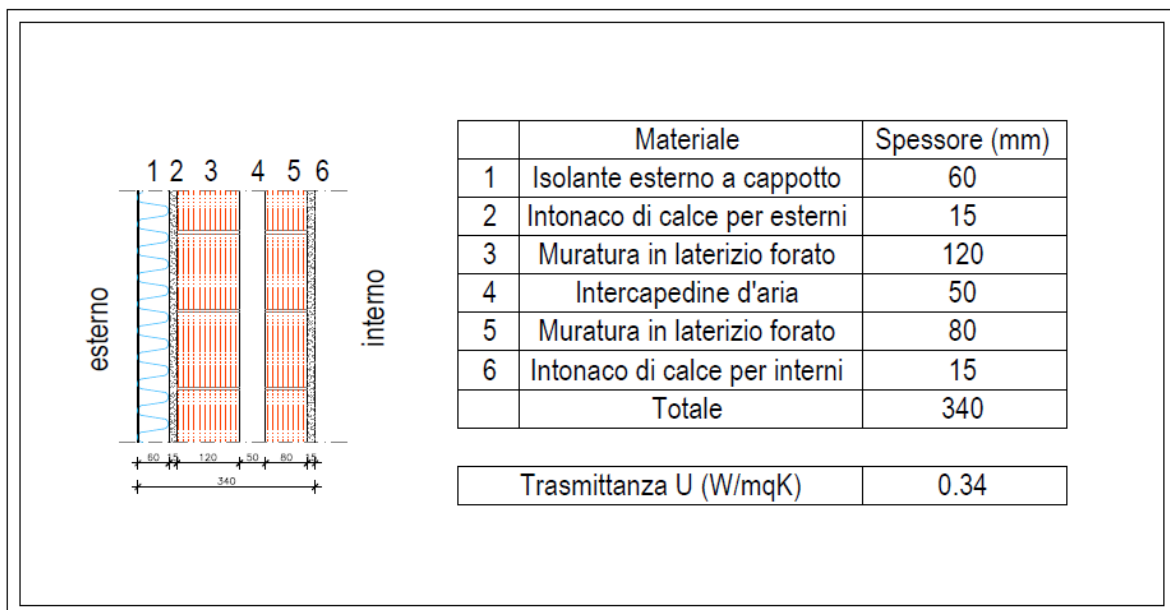 1 2 3 4 5 6
esterno
interno
60 15 120 50 80 15
340
Materiale Spessore (mm)
1 Isolante esterno a cappotto 60
2 Intonaco di calce per esterni 15
3 Muratura in laterizio forato 120
4 Intercapedine d'aria 50
5 Muratura in laterizio forato 80
6 Intonaco di calce per interni 15
Totale 340
Trasmittanza U (W/mqK) 0.34